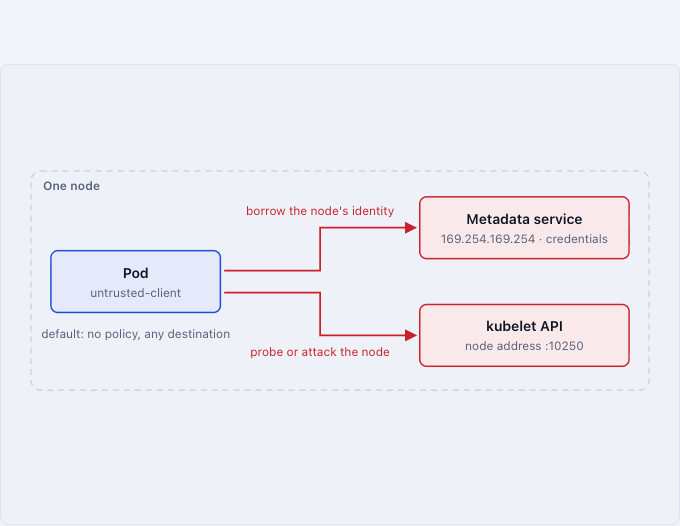 One node
borrow the node's identity
Metadata service
169.254.169.254 · credentials
Pod
untrusted-client
default: no policy, any destination
kubelet API
node address :10250
probe or attack the node